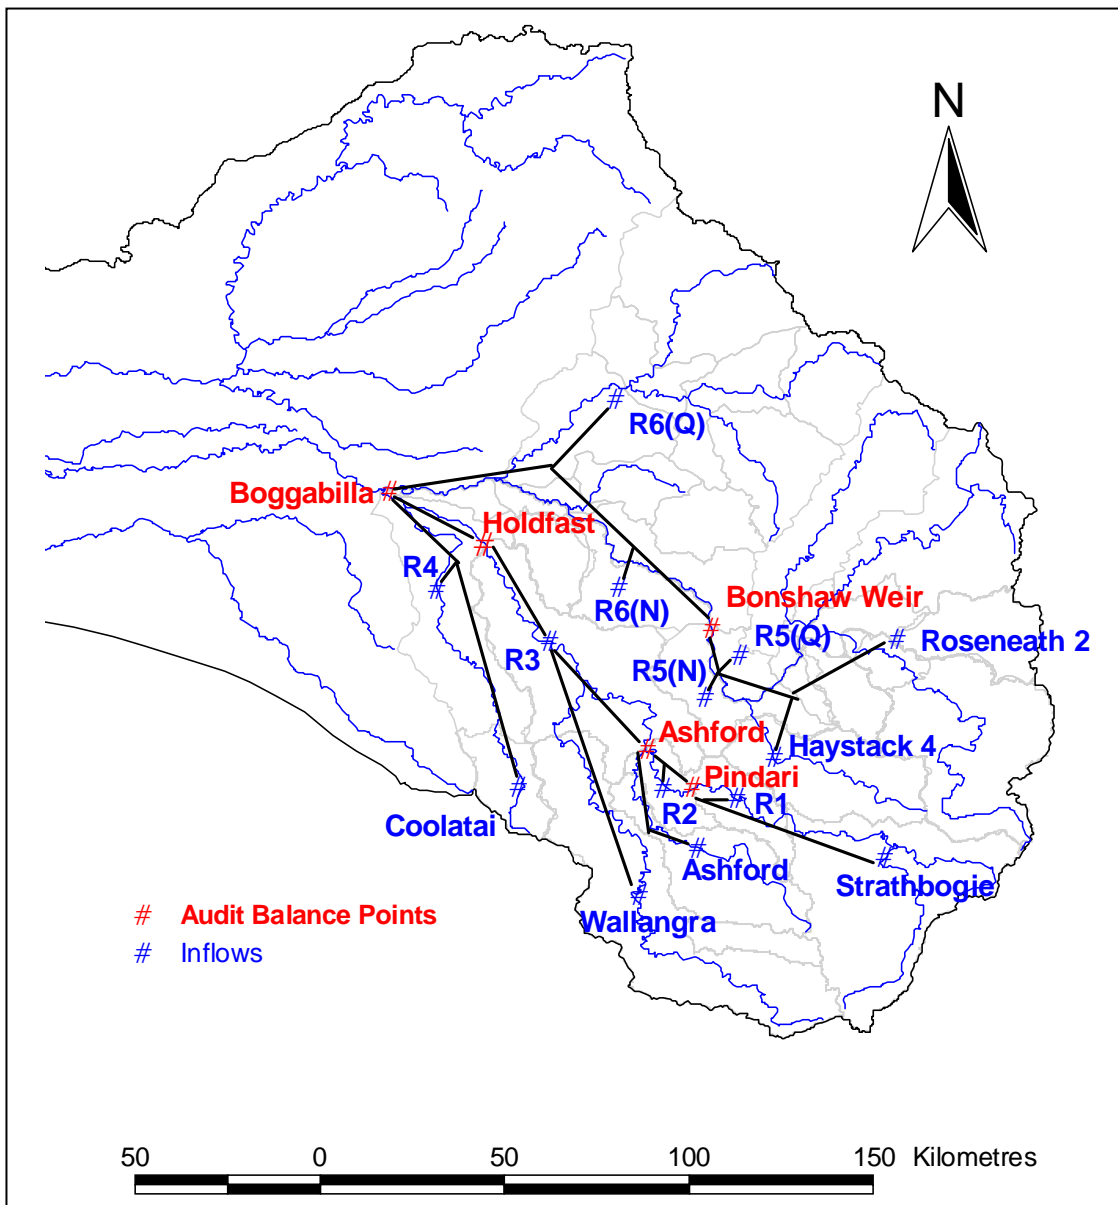 N
R6(Q)
Boggabilla #
Holdfast
#
R4
#
R6(N)
#
Bonshaw Weir
#
R5(Q)
#
Roseneath 2
#
R3
#
R5(N)
#
Ashford
#
Haystack 4
#
Pindari
#
R1
#
R2
#
Coolatai
#
Ashford
#
Strathbogie
#
Wallangra
#
#
# Audit Balance Points
# Inflows
50 0 50 100 150 Kilometres